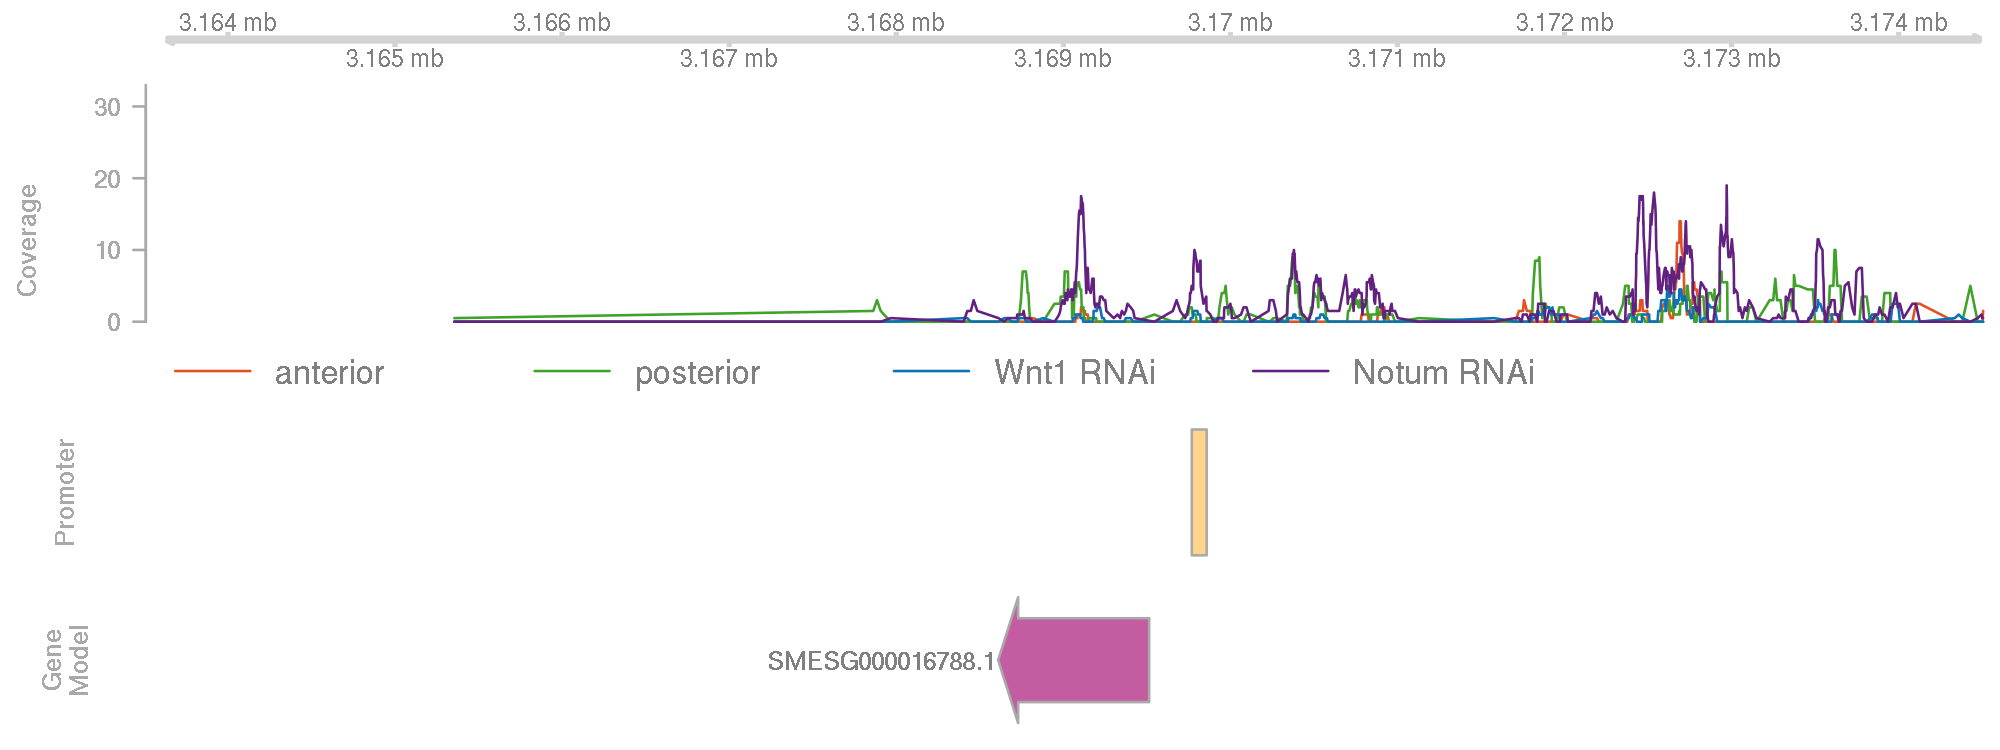 3.164 mb 3.166 mb 3.168 mb 3.17 mb 3.172 mb 3.174 mb
3.165 mb 3.167 mb 3.169 mb 3.171 mb 3.173 mb
30
20
10
0
Coverage
anterior posterior Wnt1 RNAi Notum RNAi
Promoter
Gene
Model
SMESG000016788.1